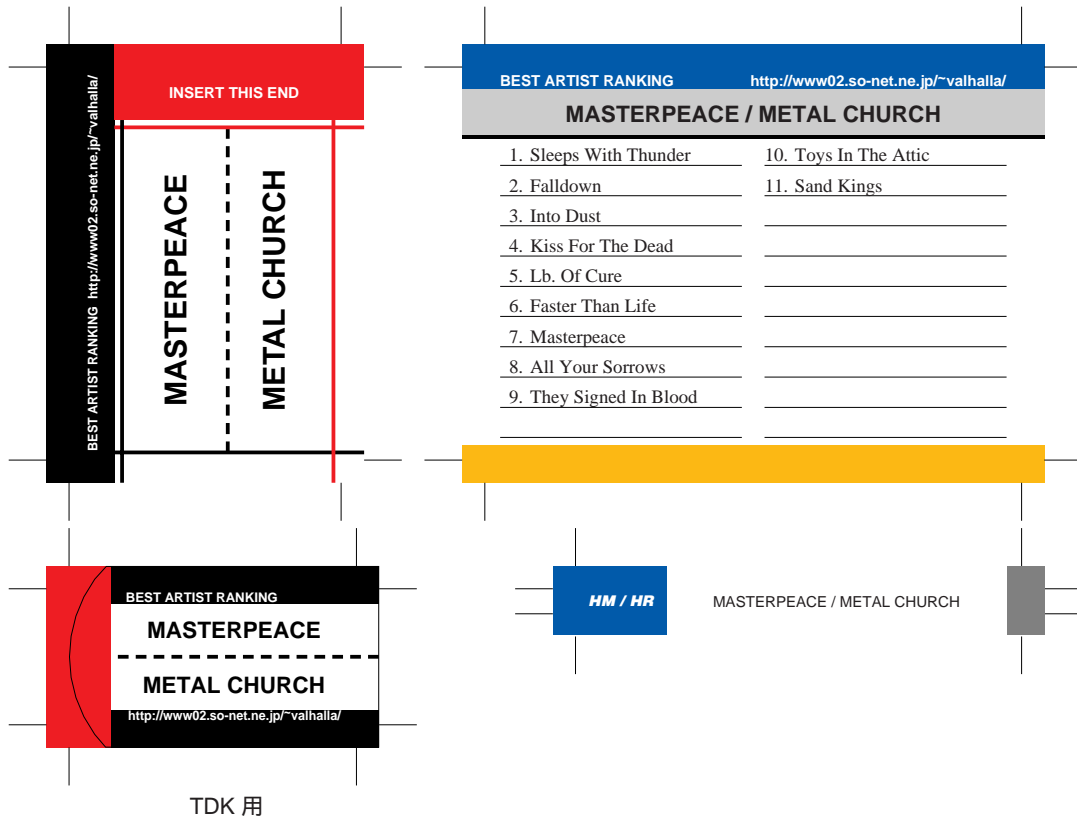 BEST ARTIST RANKING http://www02.so-net.ne.jp/~valhalla/
INSERT THIS END
MASTERPEACE
METAL CHURCH
BEST ARTIST RANKING http://www02.so-net.ne.jp/~valhalla/
MASTERPEACE / METAL CHURCH
1. Sleeps With Thunder
2. Falldown
3. Into Dust
4. Kiss For The Dead
5. Lb. Of Cure
6. Faster Than Life
7. Masterpeace
8. All Your Sorrows
9. They Signed In Blood
10. Toys In The Attic
11. Sand Kings
BEST ARTIST RANKING
MASTERPEACE
METAL CHURCH
http://www02.so-net.ne.jp/~valhalla/
TDK 用
HM / HR
MASTERPEACE / METAL CHURCH